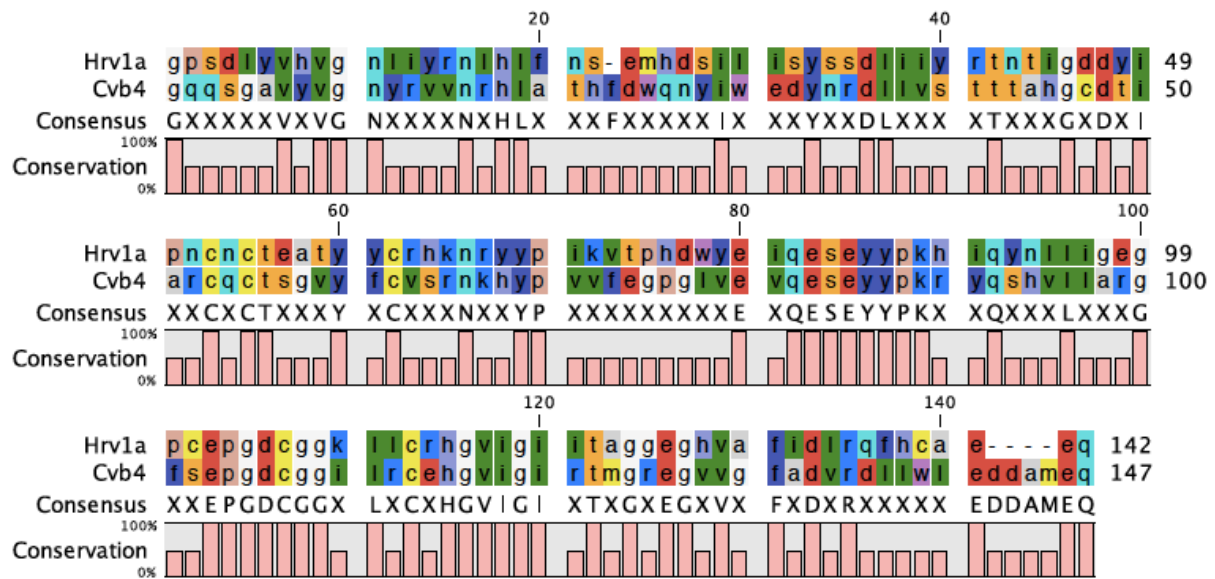 20 40
Hrv1a gpsdlyvhvg nliyrnlhlf ns-emhdsil isyssdliiy rtntigddyi 49
Cvb4 gqqsgavyvg nyrvvnrhla thfdwqnyiw edynrdllvs tttahgcdti 50
Consensus GXXXXXVXVG NXXXXNXHLX XXFXXXXXIX XXYXXDLXXX XTXXXGXDXI
100%
Conservation
0%
60 80 100
Hrv1a pncncteaty ycrhknryyp ikvtphdwye iqeseyypkh iqynlligeg 99
Cvb4 arcqctsgvy fcvsrnkhyp vvfegpglve vqeseyypkr yqshvllarg 100
Consensus XXCXCTXXXY XCXXXNXXYP XXXXXXXXXE XQESEYYPKX XQXXXLXXXG
100%
Conservation
0%
120 140
Hrv1a pcepgdcggk llcrhgvigi itaggeghva fidlrqfhca e----eq 142
Cvb4 fsepgdcggi lrcehgvigi rtmgregvvg fadvrdllwl eddameq 147
Consensus XXEPGDCGGX LXCXHGVIGI XTXGXEGXVX FXDXRXXXXX EDDAMEQ
100%
Conservation
0%